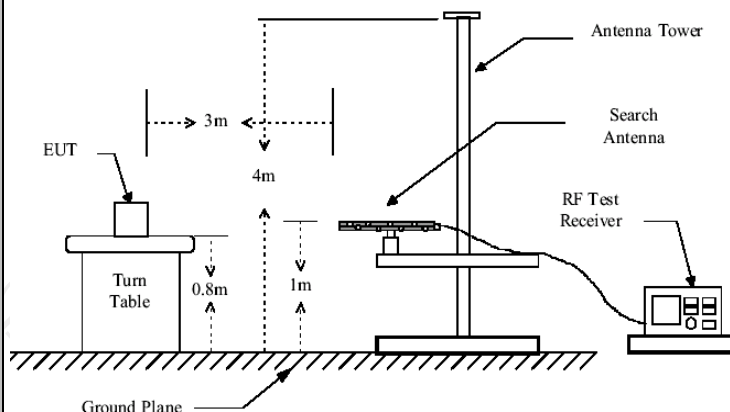 Antenna Tower
3m
Search
Antenna
EUT
4m
RF Test
Receiver
Turn
Table
0.8m
1m
Ground Plane